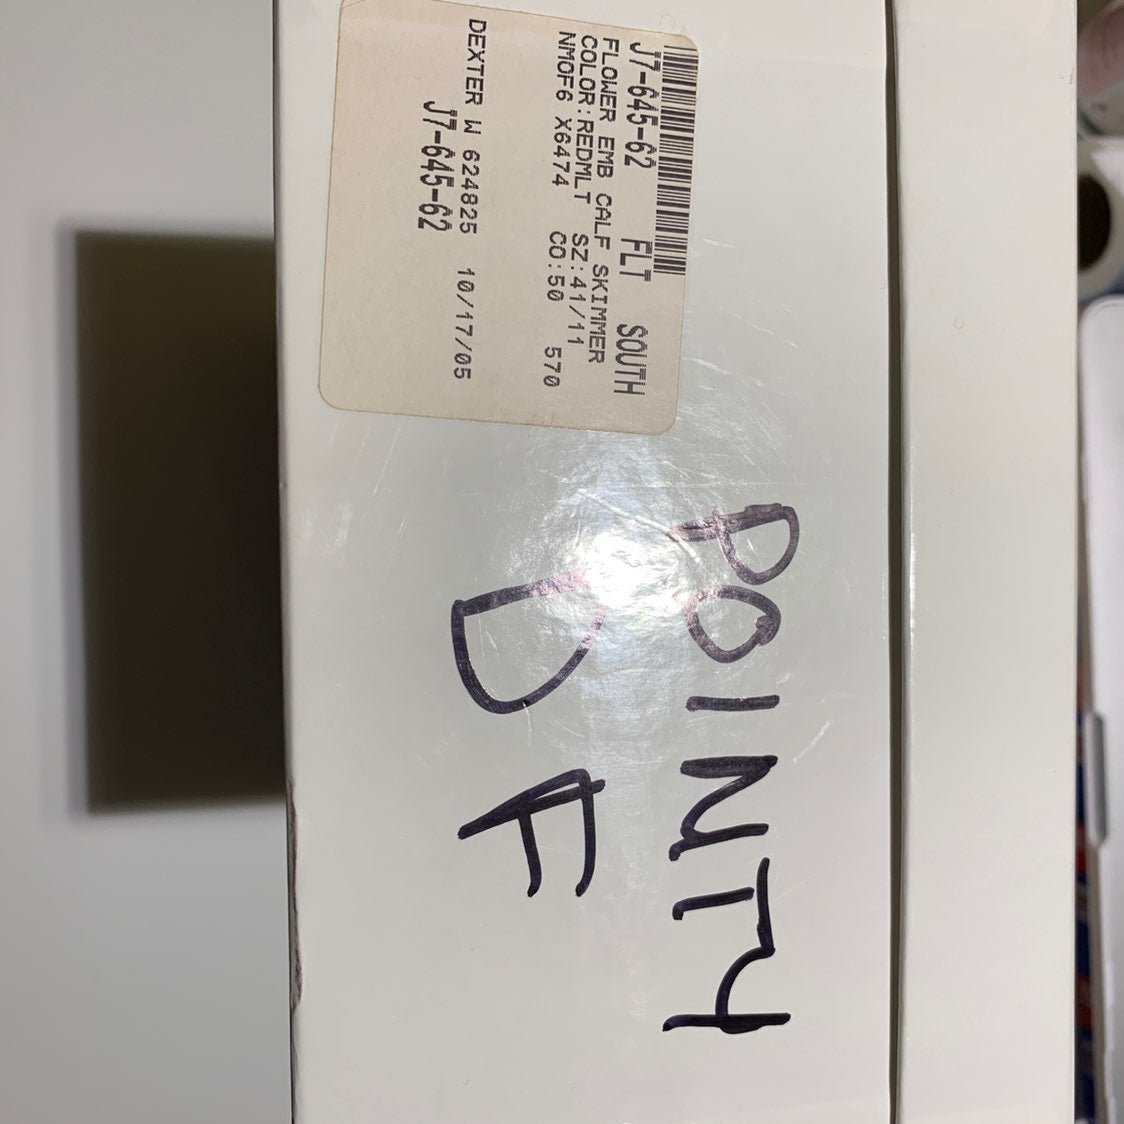 J7-645-62 FLT SOUTH
FLOWER EMB CALF SKIMMER
COLOR:REDMLT SZ:41/11
NMOF6 X6474 CO:50 570
DEXTER W 624825 10/17/05
J7-645-62
POINTY
DF